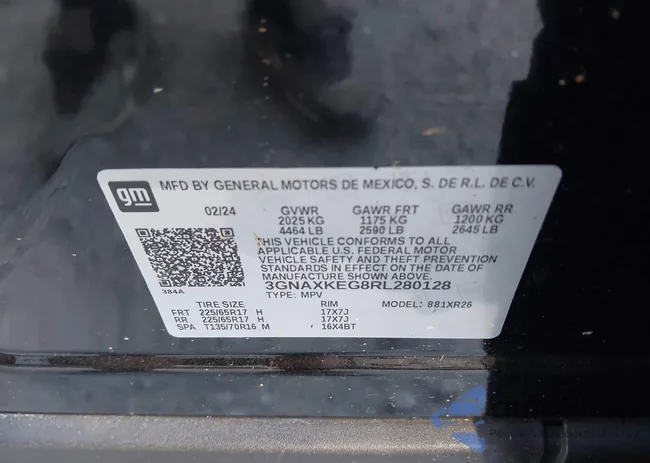 gm
MFD BY GENERAL MOTORS DE MEXICO, S. DE R.L. DE C.V.
02/24 GVWR GAWR FRT GAWR RR
2025 KG 1175 KG 1200 KG
4464 LB 2590 LB 2645 LB
THIS VEHICLE CONFORMS TO ALL
APPLICABLE U.S. FEDERAL MOTOR
VEHICLE SAFETY STANDARDS IN
EFFECT ON THE DATE OF
MANUFACTURE SHOWN ABOVE.
384A 3GNAXKEG8RL280128
TYPE: MPV MODEL: 881XR26
TIRE SIZE RIM
FRT 225/65R17 H 17X7J
RR 225/65R17 H 17X7J
SPA T135/70R16 M 16X4BT